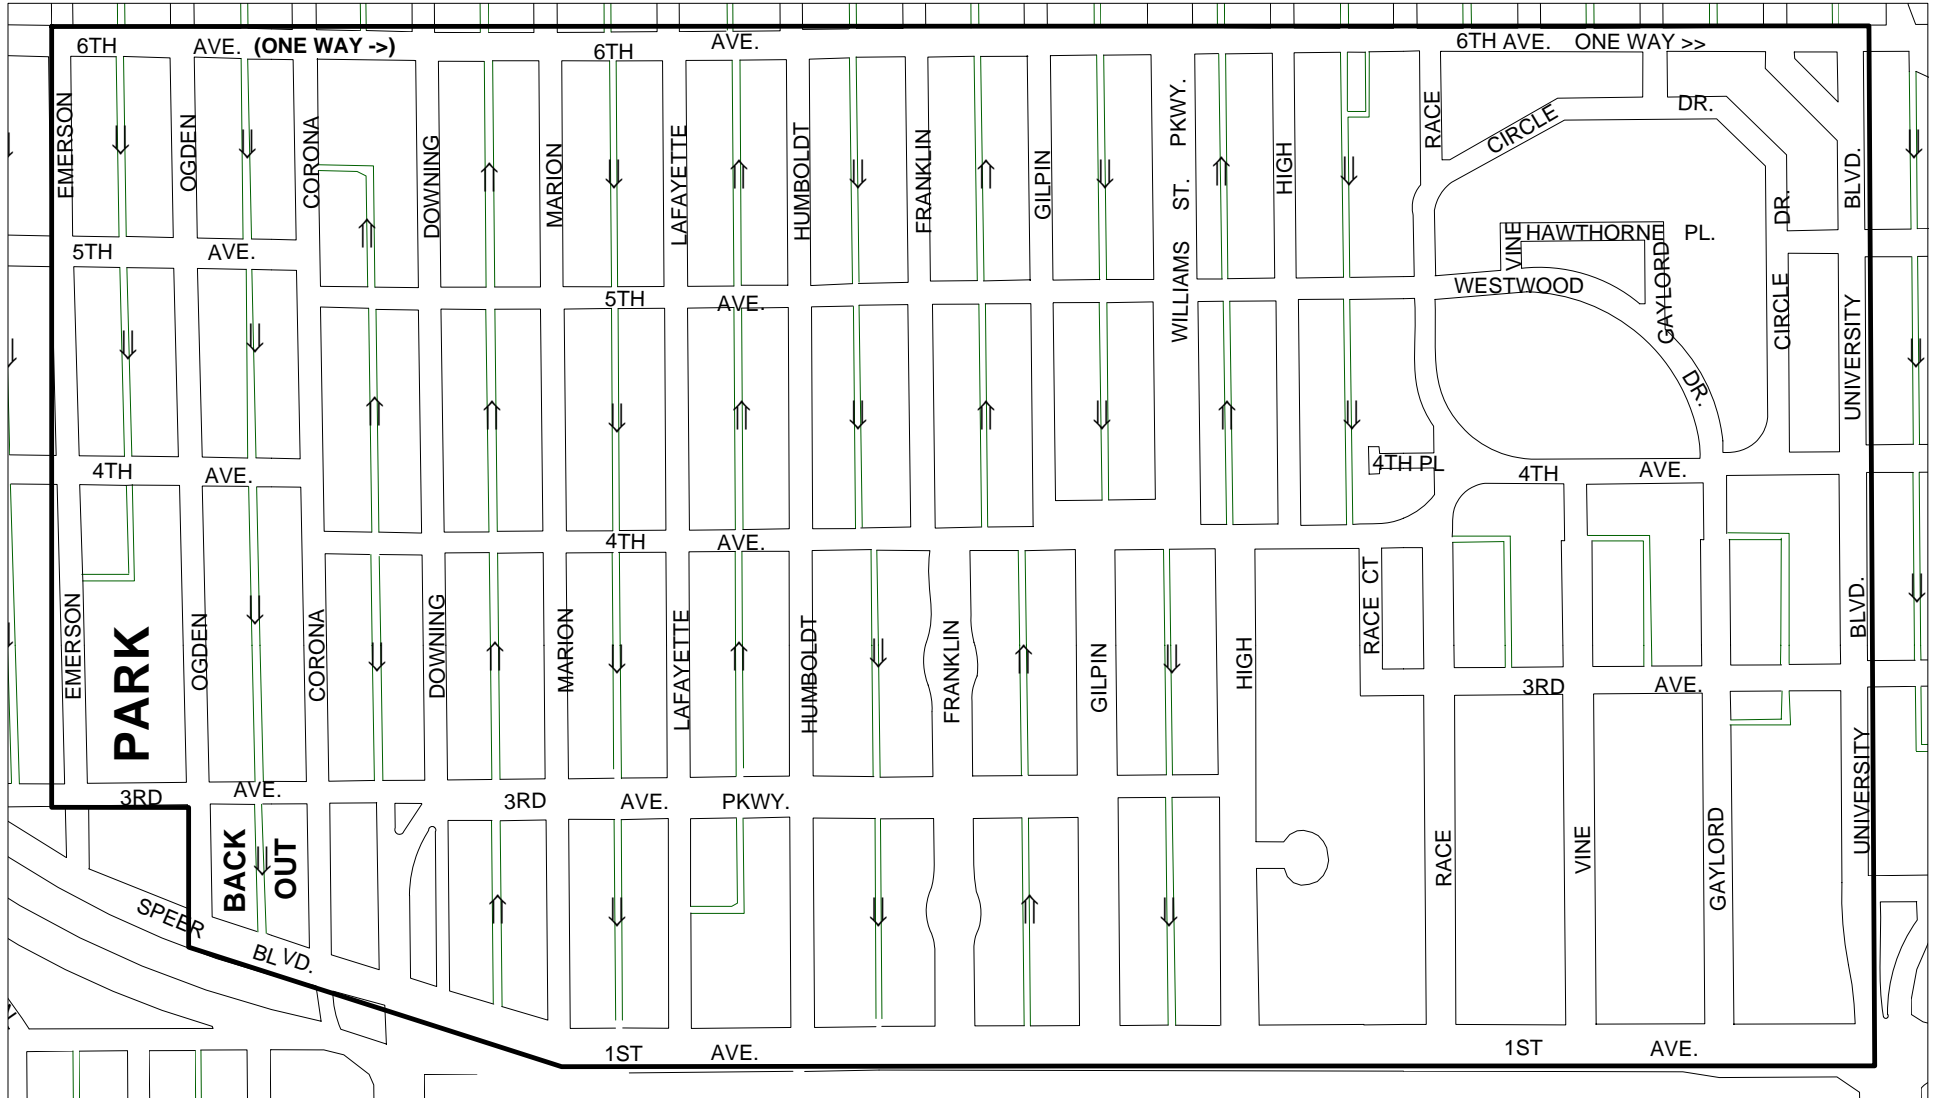 6TH AVE. (ONE WAY ->) 6TH AVE. 6TH AVE. ONE WAY >>
EMERSON
OGDEN
CORONA
DOWNING
MARION
LAFAYETTE
HUMBOLDT
FRANKLIN
GILPIN
WILLIAMS ST. PKWY.
HIGH
RACE
CIRCLE DR.
CIRCLE DR.
UNIVERSITY BLVD.
VINE
HAWTHORNE PL.
GAYLORD
WESTWOOD DR.
5TH AVE. 5TH AVE.
4TH PL
4TH AVE. 4TH AVE. 4TH AVE.
EMERSON
PARK
OGDEN
CORONA
DOWNING
MARION
LAFAYETTE
HUMBOLDT
FRANKLIN
GILPIN
HIGH
RACE CT
3RD AVE.
UNIVERSITY BLVD.
3RD AVE. 3RD AVE. PKWY.
BACK
OUT
RACE
VINE
GAYLORD
SPEER BLVD.
1ST AVE. 1ST AVE.